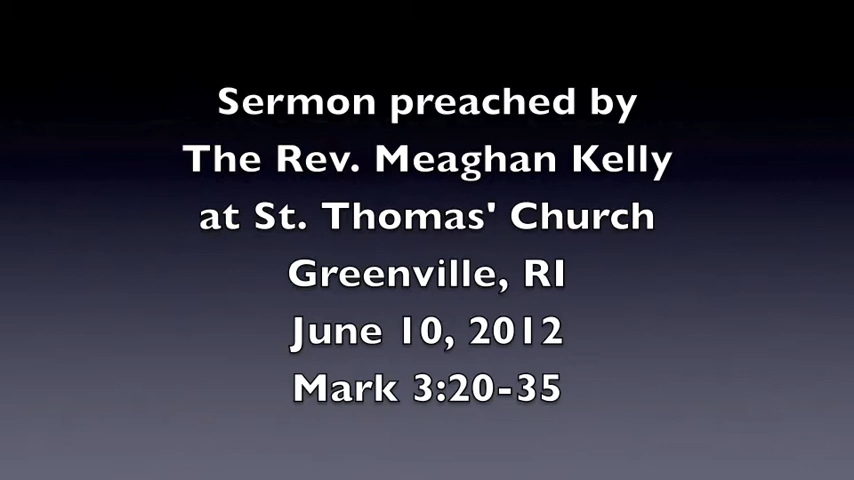 Sermon preached by
The Rev. Meaghan Kelly
at St. Thomas' Church
Greenville, RI
June 10, 2012
Mark 3:20-35